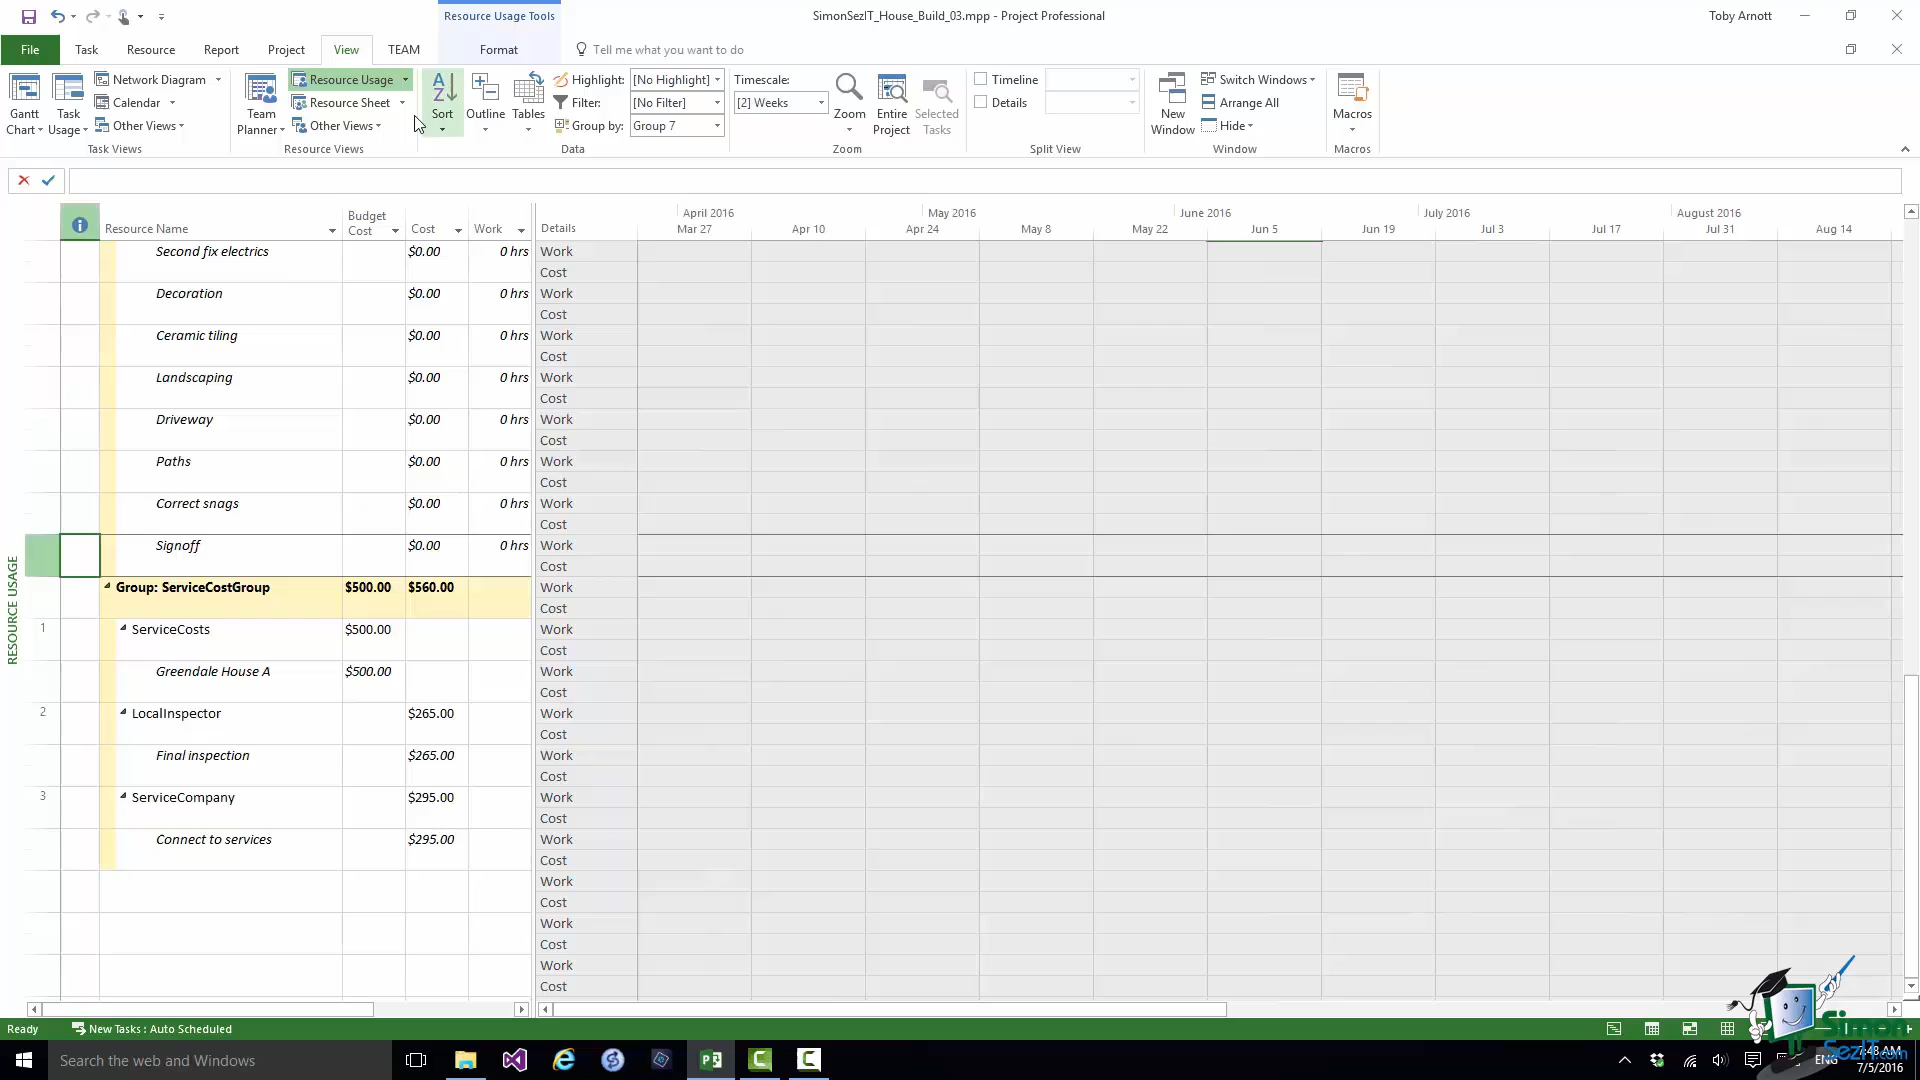 Resource Usage Tools
SimonSezIT_House_Build_03.mpp - Project Professional
Toby Arnott
File Task Resource Report Project View TEAM Format Tell me what you want to do
Gantt Chart
Task Usage
Network Diagram
Calendar
Other Views
Task Views
Team Planner
Resource Usage
Resource Sheet
Other Views
Resource Views
Sort
Outline
Tables
Highlight: [No Highlight]
Filter: [No Filter]
Group by: Group 7
Data
Timescale:
[2] Weeks
Zoom
Entire Project
Selected Tasks
Zoom
Timeline
Details
Split View
New Window
Switch Windows
Arrange All
Hide
Window
Macros
Macros
Resource Name Budget Cost Cost Work Details
April 2016 May 2016 June 2016 July 2016 August 2016
Mar 27 Apr 10 Apr 24 May 8 May 22 Jun 5 Jun 19 Jul 3 Jul 17 Jul 31 Aug 14
RESOURCE USAGE
Second fix electrics $0.00 0 hrs Work
Cost
Decoration $0.00 0 hrs Work
Cost
Ceramic tiling $0.00 0 hrs Work
Cost
Landscaping $0.00 0 hrs Work
Cost
Driveway $0.00 0 hrs Work
Cost
Paths $0.00 0 hrs Work
Cost
Correct snags $0.00 0 hrs Work
Cost
Signoff $0.00 0 hrs Work
Cost
Group: ServiceCostGroup $500.00 $560.00 Work
Cost
1 ServiceCosts $500.00 Work
Cost
Greendale House A $500.00 Work
Cost
2 LocalInspector $265.00 Work
Cost
Final inspection $265.00 Work
Cost
3 ServiceCompany $295.00 Work
Cost
Connect to services $295.00 Work
Cost
Work
Cost
Work
Cost
Work
Cost
Ready New Tasks : Auto Scheduled
Simon SezIT.com
Search the web and Windows
ENG
7:48 AM
7/5/2016